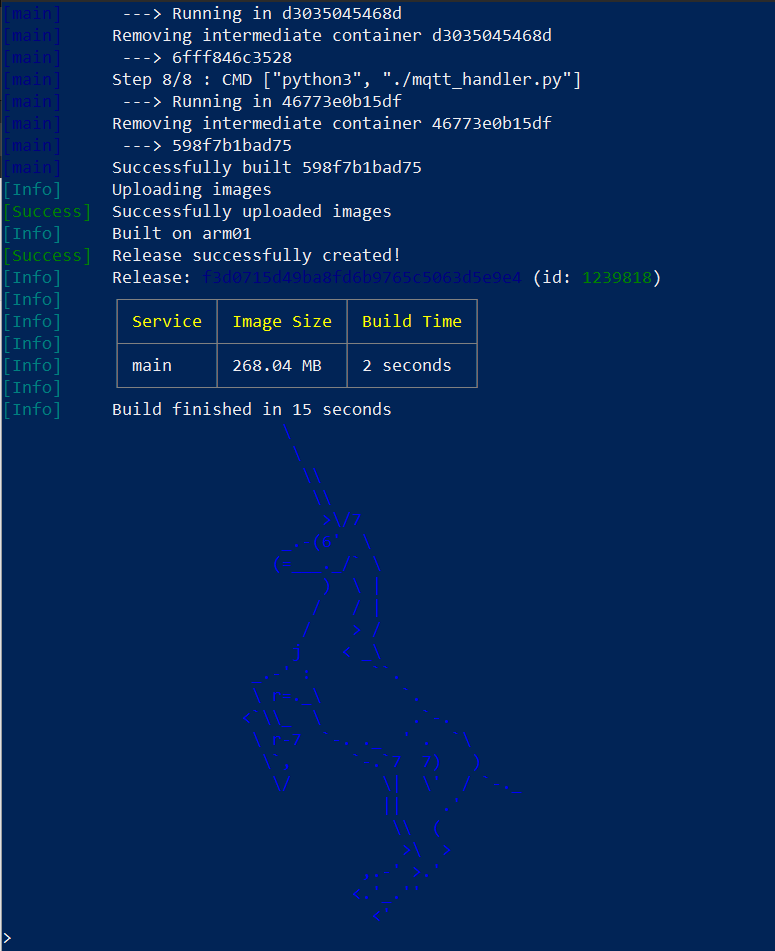 [main] ---> Running in d3035045468d
[main] Removing intermediate container d3035045468d
[main] ---> 6fff846c3528
[main] Step 8/8 : CMD ["python3", "./mqtt_handler.py"]
[main] ---> Running in 46773e0b15df
[main] Removing intermediate container 46773e0b15df
[main] ---> 598f7b1bad75
[main] Successfully built 598f7b1bad75
[Info] Uploading images
[Success] Successfully uploaded images
[Info] Built on arm01
[Success] Release successfully created!
[Info] Release: f3d0715d49ba8fd6b9765c5063d5e9e4 (id: 1239818)
[Info]
[Info] Service Image Size Build Time
[Info]
[Info] main 268.04 MB 2 seconds
[Info]
[Info] Build finished in 15 seconds
>